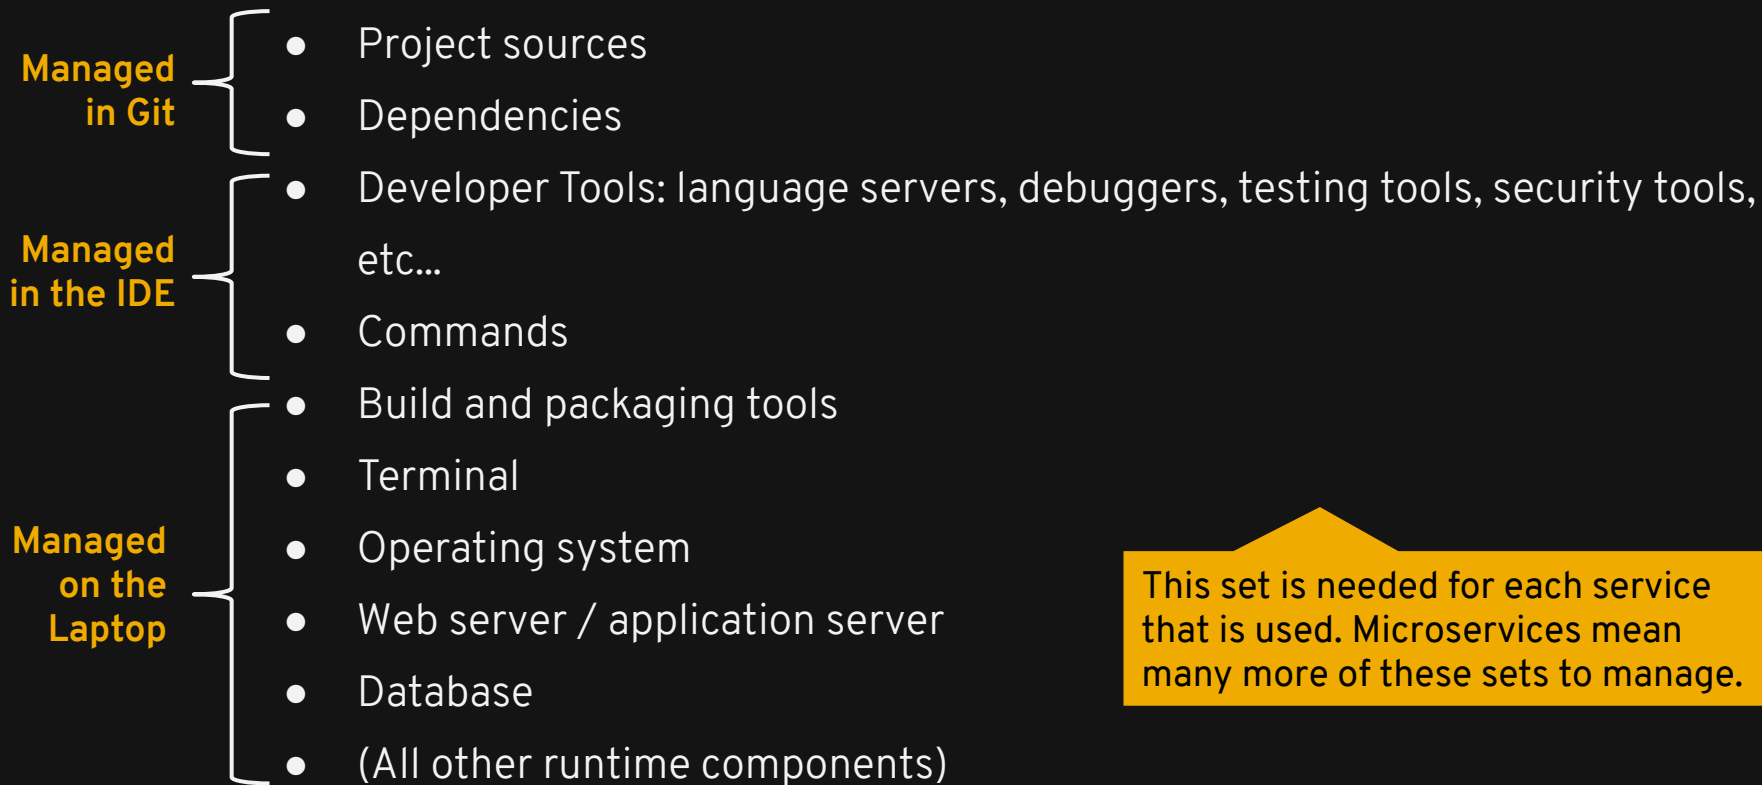 Managed
in Git
● Project sources
● Dependencies
Managed
in the IDE
● Developer Tools: language servers, debuggers, testing tools, security tools,
etc...
● Commands
Managed
on the
Laptop
● Build and packaging tools
● Terminal
● Operating system
● Web server / application server
● Database
● (All other runtime components)
This set is needed for each service
that is used. Microservices mean
many more of these sets to manage.